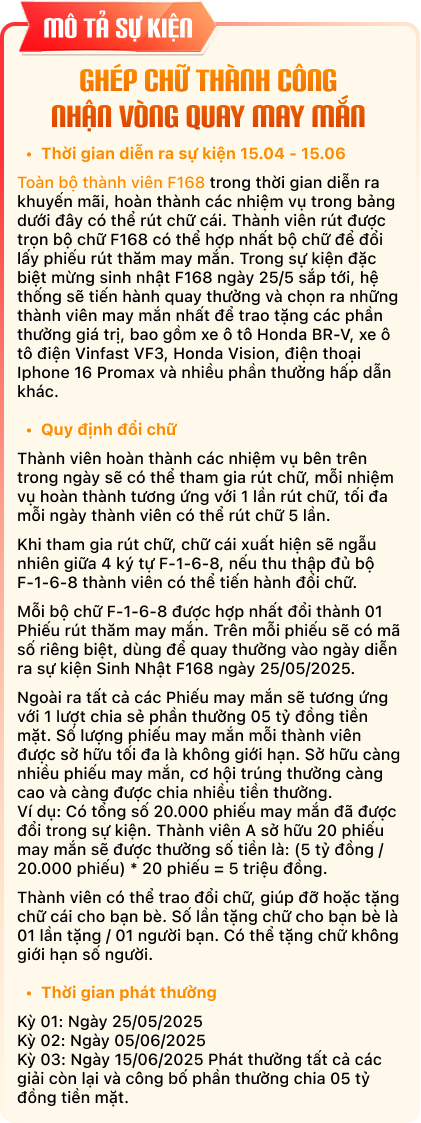 MÔ TẢ SỰ KIỆN
GHÉP CHỮ THÀNH CÔNG
NHẬN VÒNG QUAY MAY MẮN
• Thời gian diễn ra sự kiện 15.04 - 15.06
Toàn bộ thành viên F168 trong thời gian diễn ra
khuyến mãi, hoàn thành các nhiệm vụ trong bảng
dưới đây có thể rút chữ cái. Thành viên rút được
trọn bộ chữ F168 có thể hợp nhất bộ chữ để đổi
lấy phiếu rút thăm may mắn. Trong sự kiện đặc
biệt mừng sinh nhật F168 ngày 25/5 sắp tới, hệ
thống sẽ tiến hành quay thưởng và chọn ra những
thành viên may mắn nhất để trao tặng các phần
thưởng giá trị, bao gồm xe ô tô Honda BR-V, xe ô
tô điện Vinfast VF3, Honda Vision, điện thoại
Iphone 16 Promax và nhiều phần thưởng hấp dẫn
khác.
• Quy định đổi chữ
Thành viên hoàn thành các nhiệm vụ bên trên
trong ngày sẽ có thể tham gia rút chữ, mỗi nhiệm
vụ hoàn thành tương ứng với 1 lần rút chữ, tối đa
mỗi ngày thành viên có thể rút chữ 5 lần.
Khi tham gia rút chữ, chữ cái xuất hiện sẽ ngẫu
nhiên giữa 4 ký tự F-1-6-8, nếu thu thập đủ bộ
F-1-6-8 thành viên có thể tiến hành đổi chữ.
Mỗi bộ chữ F-1-6-8 được hợp nhất đổi thành 01
Phiếu rút thăm may mắn. Trên mỗi phiếu sẽ có mã
số riêng biệt, dùng để quay thưởng vào ngày diễn
ra sự kiện Sinh Nhật F168 ngày 25/05/2025.
Ngoài ra tất cả các Phiếu may mắn sẽ tương ứng
với 1 lượt chia sẻ phần thưởng 05 tỷ đồng tiền
mặt. Số lượng phiếu may mắn mỗi thành viên
được sở hữu tối đa là không giới hạn. Sở hữu càng
nhiều phiếu may mắn, cơ hội trúng thưởng càng
cao và càng được chia nhiều tiền thưởng.
Ví dụ: Có tổng số 20.000 phiếu may mắn đã được
đổi trong sự kiện. Thành viên A sở hữu 20 phiếu
may mắn sẽ được thưởng số tiền là: (5 tỷ đồng /
20.000 phiếu) * 20 phiếu = 5 triệu đồng.
Thành viên có thể trao đổi chữ, giúp đỡ hoặc tặng
chữ cái cho bạn bè. Số lần tặng chữ cho bạn bè là
01 lần tặng / 01 người bạn. Có thể tặng chữ không
giới hạn số người.
• Thời gian phát thưởng
Kỳ 01: Ngày 25/05/2025
Kỳ 02: Ngày 05/06/2025
Kỳ 03: Ngày 15/06/2025 Phát thưởng tất cả các
giải còn lại và công bố phần thưởng chia 05 tỷ
đồng tiền mặt.